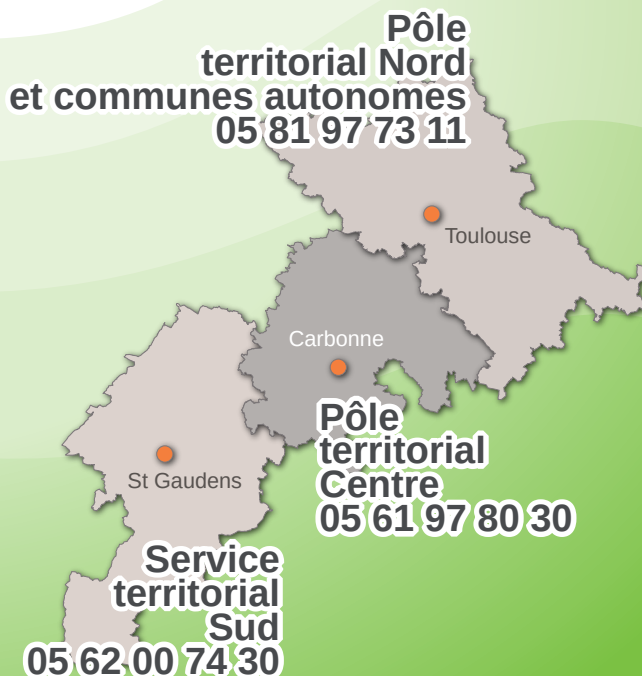 Pôle
territorial Nord
et communes autonomes
05 81 97 73 11
Toulouse
Carbonne
Pôle
territorial
Centre
05 61 97 80 30
St Gaudens
Service
territorial
Sud
05 62 00 74 30